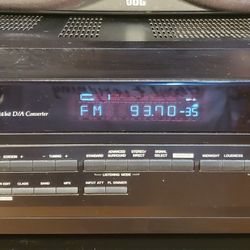 FM 93.70 -35
D/A Converter
TUNING
STANDARD
ADVANCED SURROUND
STEREO/DIRECT
SIGNAL SELECT
MIDNIGHT
LOUDNESS
LISTENING MODE
CLASS
BAND
MPX
INPUT ATT
FL DIMMER